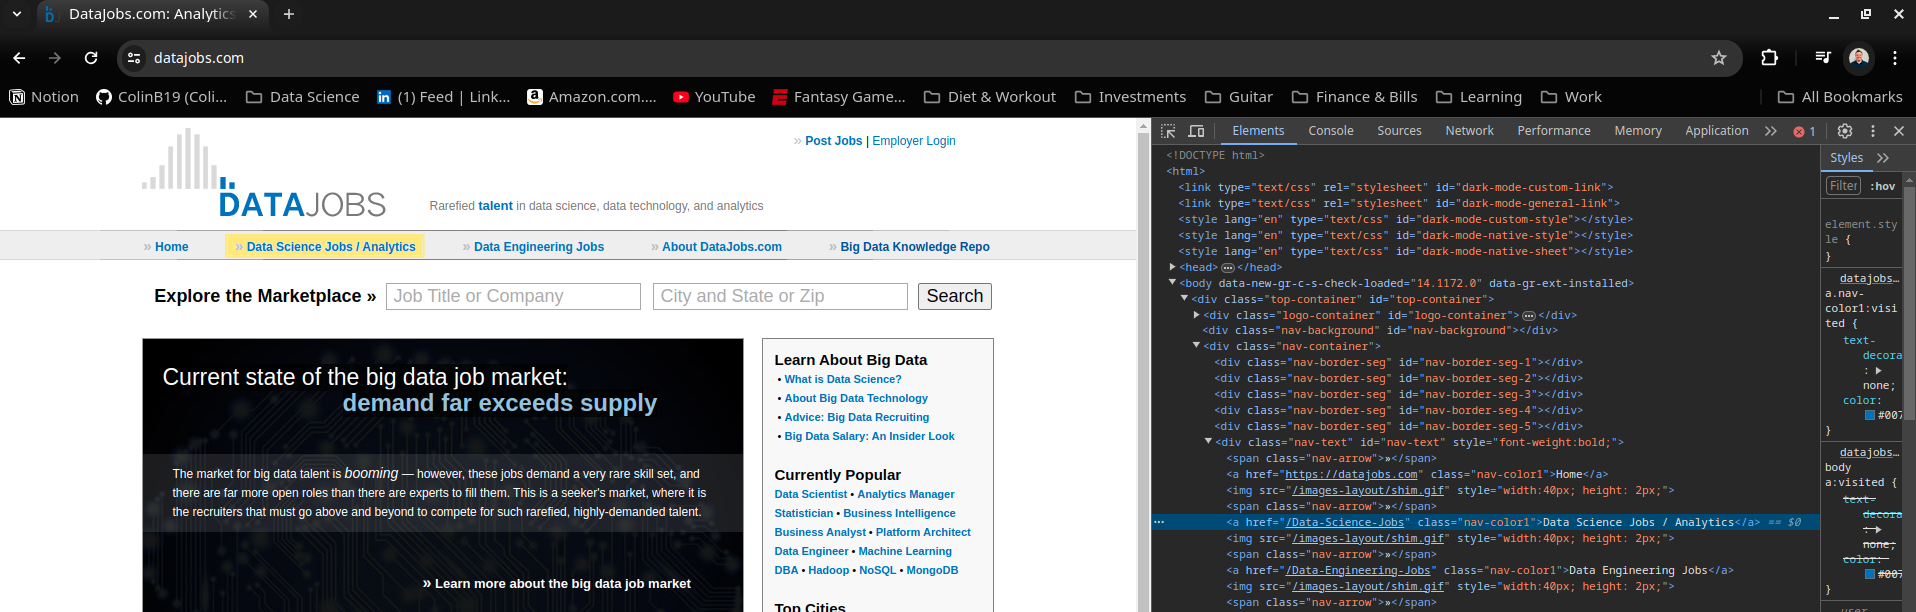 DataJobs.com: Analytics
datajobs.com
Notion
ColinB19 (Coli...
Data Science
(1) Feed | Link...
Amazon.com....
YouTube
Fantasy Game...
Diet & Workout
Investments
Guitar
Finance & Bills
Learning
Work
All Bookmarks
» Post Jobs | Employer Login
DATAJOBS
Rarefied talent in data science, data technology, and analytics
» Home
» Data Science Jobs / Analytics
» Data Engineering Jobs
» About DataJobs.com
» Big Data Knowledge Repo
Explore the Marketplace »
Job Title or Company
City and State or Zip
Search
Current state of the big data job market:
demand far exceeds supply
The market for big data talent is booming — however, these jobs demand a very rare skill set, and
there are far more open roles than there are experts to fill them. This is a seeker's market, where it is
the recruiters that must go above and beyond to compete for such rarefied, highly-demanded talent.
» Learn more about the big data job market
Learn About Big Data
• What is Data Science?
• About Big Data Technology
• Advice: Big Data Recruiting
• Big Data Salary: An Insider Look
Currently Popular
Data Scientist • Analytics Manager
Statistician • Business Intelligence
Business Analyst • Platform Architect
Data Engineer • Machine Learning
DBA • Hadoop • NoSQL • MongoDB
Top Cities
Elements
Console
Sources
Network
Performance
Memory
Application
1
<!DOCTYPE html>
<html>
<link type="text/css" rel="stylesheet" id="dark-mode-custom-link">
<link type="text/css" rel="stylesheet" id="dark-mode-general-link">
<style lang="en" type="text/css" id="dark-mode-custom-style"></style>
<style lang="en" type="text/css" id="dark-mode-native-style"></style>
<style lang="en" type="text/css" id="dark-mode-native-sheet"></style>
<head>…</head>
<body data-new-gr-c-s-check-loaded="14.1172.0" data-gr-ext-installed>
<div class="top-container" id="top-container">
<div class="logo-container" id="logo-container">…</div>
<div class="nav-background" id="nav-background"></div>
<div class="nav-container">
<div class="nav-border-seg" id="nav-border-seg-1"></div>
<div class="nav-border-seg" id="nav-border-seg-2"></div>
<div class="nav-border-seg" id="nav-border-seg-3"></div>
<div class="nav-border-seg" id="nav-border-seg-4"></div>
<div class="nav-border-seg" id="nav-border-seg-5"></div>
<div class="nav-text" id="nav-text" style="font-weight:bold;">
<span class="nav-arrow">»</span>
<a href="https://datajobs.com" class="nav-color1">Home</a>
<img src="/images-layout/shim.gif" style="width:40px; height: 2px;">
<span class="nav-arrow">»</span>
<a href="/Data-Science-Jobs" class="nav-color1">Data Science Jobs / Analytics</a> == $0
<img src="/images-layout/shim.gif" style="width:40px; height: 2px;">
<span class="nav-arrow">»</span>
<a href="/Data-Engineering-Jobs" class="nav-color1">Data Engineering Jobs</a>
<img src="/images-layout/shim.gif" style="width:40px; height: 2px;">
<span class="nav-arrow">»</span>
Styles
Filter
:hov
element.sty
le {
}
datajobs…
a.nav-
color1:visi
ted {
text-
decora
:
none;
color:
#007
}
datajobs…
body
a:visited {
text-
decora
:
none;
color:
#007
}